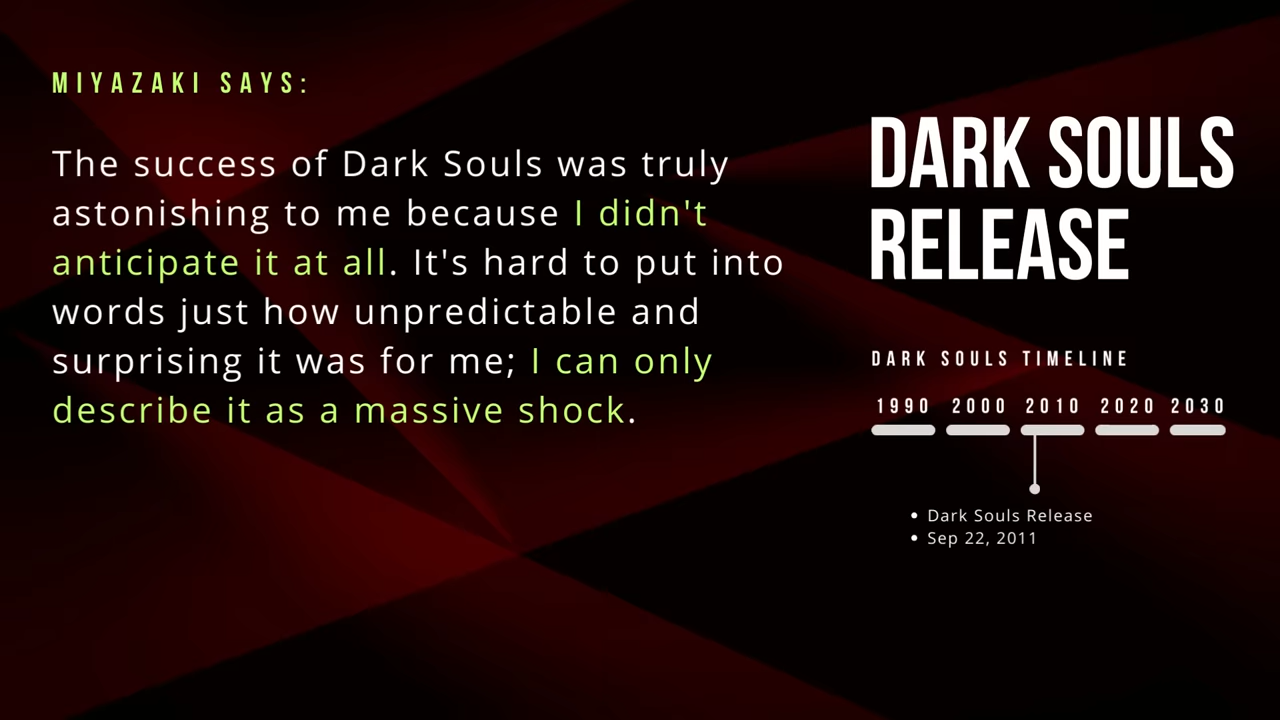 MIYAZAKI SAYS:
The success of Dark Souls was truly
astonishing to me because I didn't
anticipate it at all. It's hard to put into
words just how unpredictable and
surprising it was for me; I can only
describe it as a massive shock.
DARK SOULS
RELEASE
DARK SOULS TIMELINE
1990 2000 2010 2020 2030
• Dark Souls Release
• Sep 22, 2011